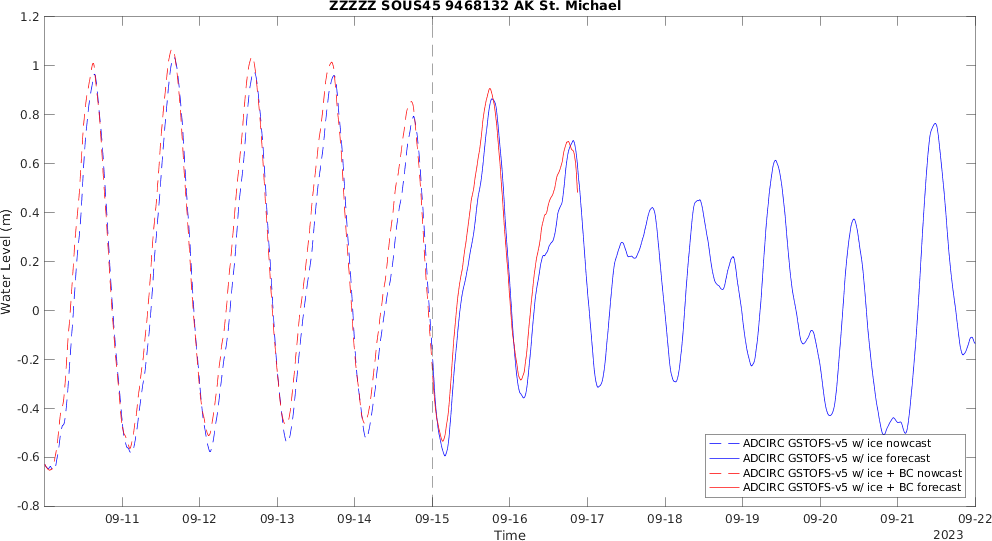 ZZZZZ SOUS45 9468132 AK St. Michael
1.2
1
0.8
0.6
0.4
0.2
0
-0.2
-0.4
-0.6
-0.8
Water Level (m)
ADCIRC GSTOFS-v5 w/ ice nowcast
ADCIRC GSTOFS-v5 w/ ice forecast
ADCIRC GSTOFS-v5 w/ ice + BC nowcast
ADCIRC GSTOFS-v5 w/ ice + BC forecast
09-11 09-12 09-13 09-14 09-15 09-16 09-17 09-18 09-19 09-20 09-21 09-22
Time
2023